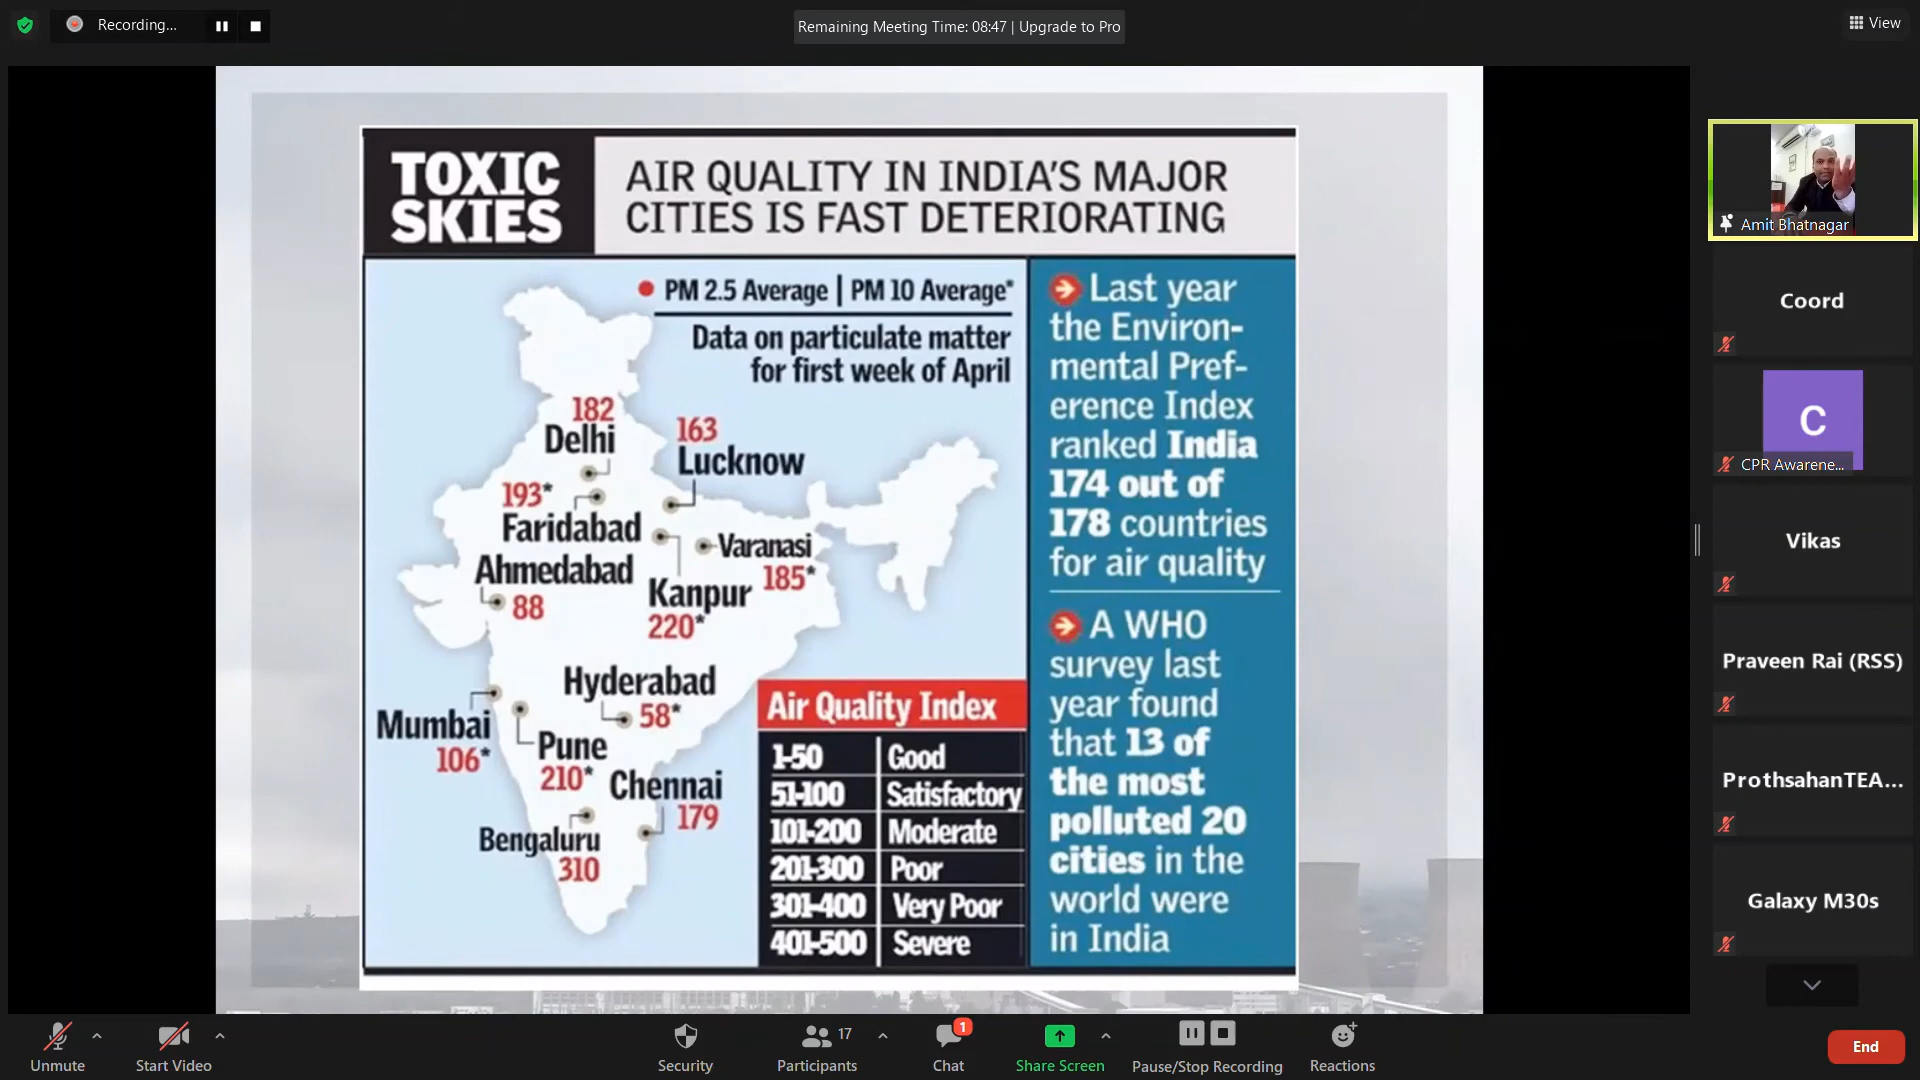 Recording...
Remaining Meeting Time: 08:47 | Upgrade to Pro
View
TOXIC
SKIES
AIR QUALITY IN INDIA'S MAJOR
CITIES IS FAST DETERIORATING
PM 2.5 Average | PM 10 Average*
Data on particulate matter
for first week of April
182
Delhi
163
Lucknow
193*
Faridabad
Varanasi
185*
Ahmedabad
88
Kanpur
220*
Hyderabad
58*
Mumbai
106*
Pune
210*
Chennai
179
Bengaluru
310
Air Quality Index
1-50 Good
51-100 Satisfactory
101-200 Moderate
201-300 Poor
301-400 Very Poor
401-500 Severe
Last year
the Environ-
mental Pref-
erence Index
ranked India
174 out of
178 countries
for air quality
A WHO
survey last
year found
that 13 of
the most
polluted 20
cities in the
world were
in India
Amit Bhatnagar
Coord
C
CPR Awarene...
Vikas
Praveen Rai (RSS)
ProthsahanTEA...
Galaxy M30s
Unmute
Start Video
Security
17
Participants
1
Chat
Share Screen
Pause/Stop Recording
Reactions
End